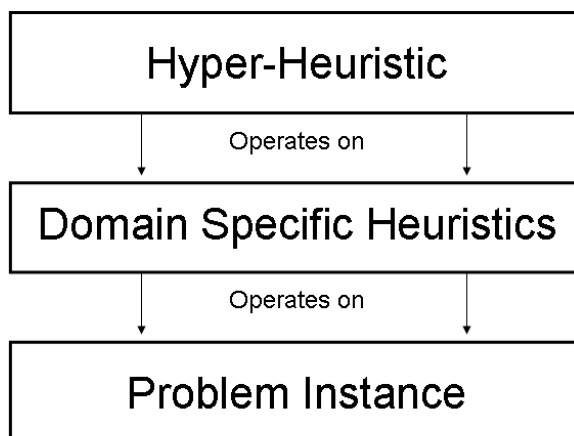 Hyper-Heuristic
Operates on
Domain Specific Heuristics
Operates on
Problem Instance